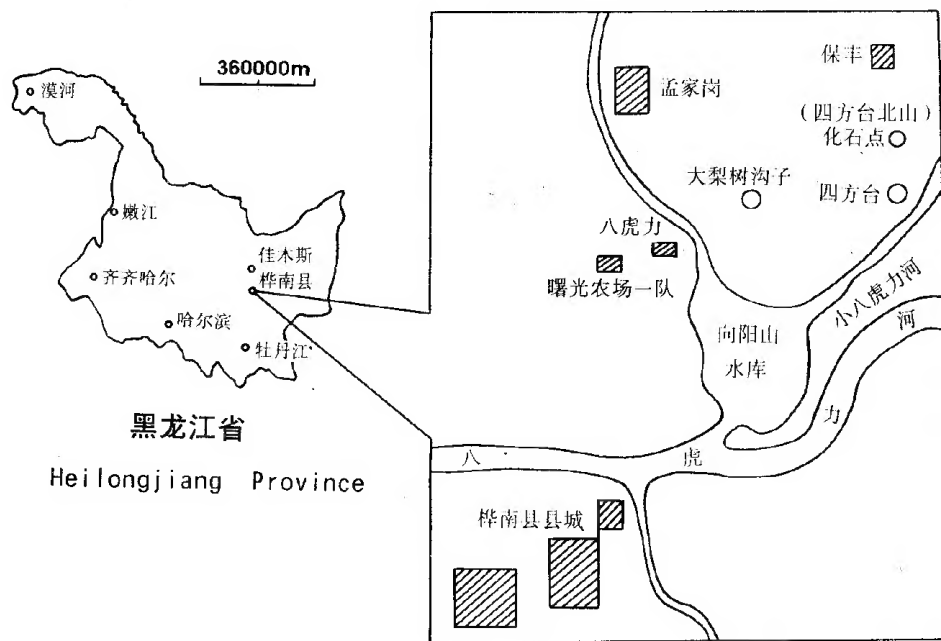 360000m
漠河
嫩江
齐齐哈尔
佳木斯
桦南县
哈尔滨
牡丹江
黑龙江省
Heilongjiang Province
保丰
孟家岗
(四方台北山)
化石点
大梨树沟子
四方台
八虎力
曙光农场一队
小八虎力河
向阳山
水库
八虎力河
桦南县县城